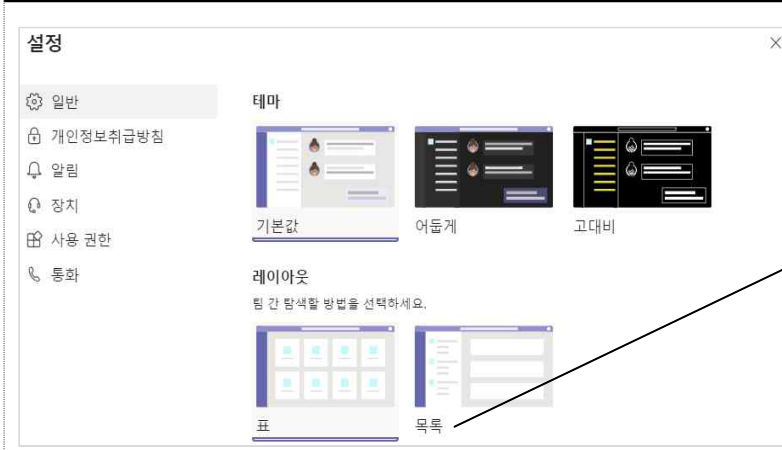 설정
일반
개인정보취급방침
알림
장치
사용 권한
통화
테마
기본값
어둡게
고대비
레이아웃
팀 간 탐색할 방법을 선택하세요.
표
목록